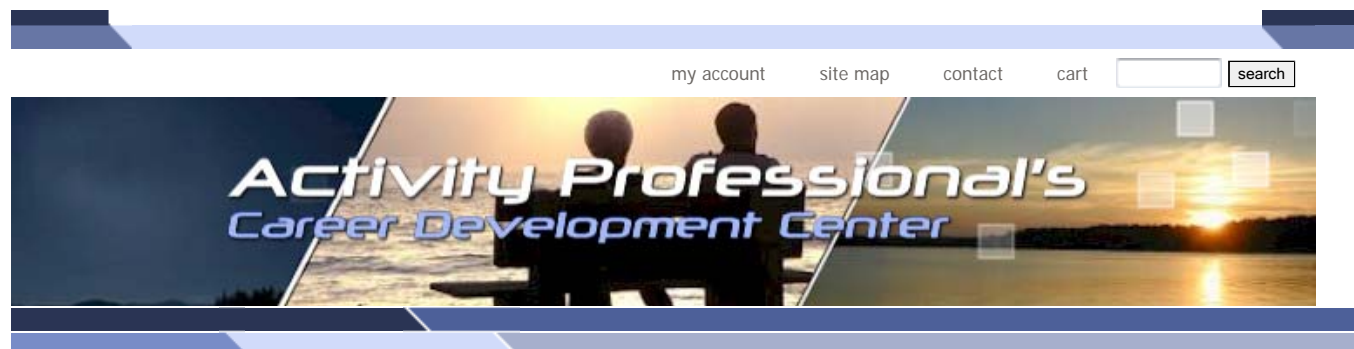 my account site map contact cart search
Activity Professional's
Career Development Center